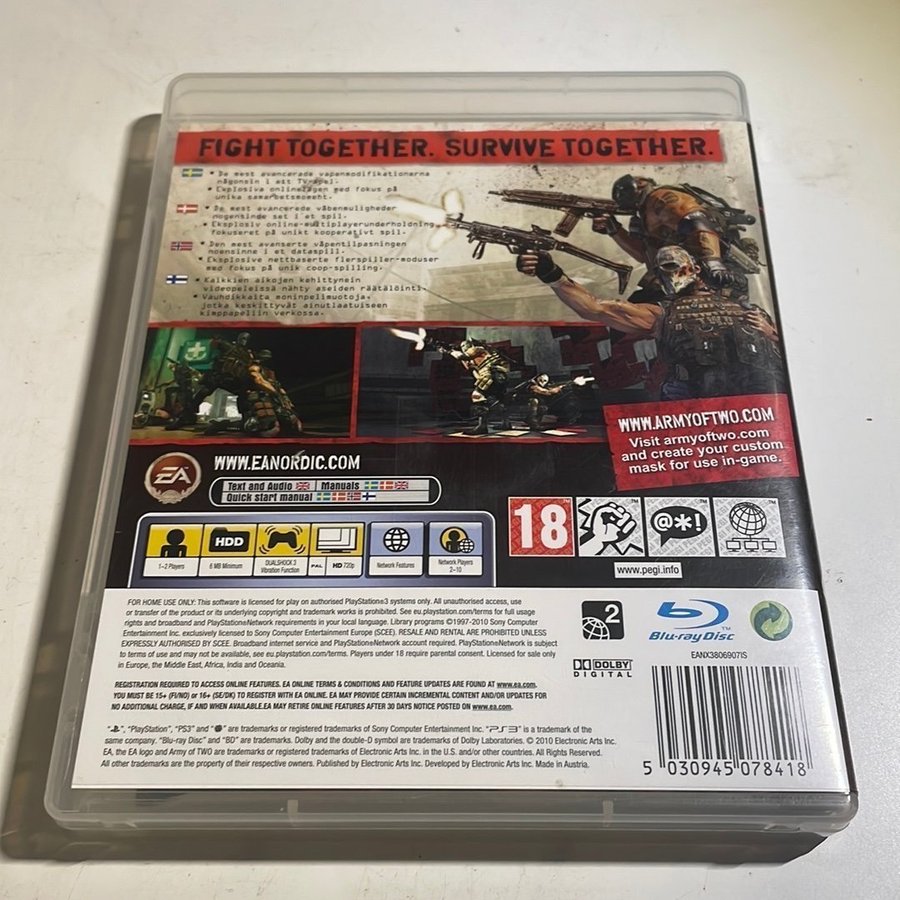 FIGHT TOGETHER. SURVIVE TOGETHER.
• De mest avancerade vapenmodifikationerna
någonsin i ett TV-spel.
• Explosiva onlinelägen med fokus på
unika samarbetsmoment.
• De mest avancerede våbenmuligheder
nogensinde set i et spil.
• Eksplosiv online-multiplayerunderholdning,
fokuseret på unikt kooperativt spil.
• Den mest avanserte våpentilpasningen
noensinne i et dataspill.
• Eksplosive nettbaserte flerspiller-moduser
med fokus på unik coop-spilling.
• Kaikkien aikojen kehittynein
videopeleissä nähty aseiden räätälöinti.
• Vauhdikkaita moninpelimuotoja,
jotka keskittyvät ainutlaatuiseen
kimppapeliin verkossa.
WWW.ARMYOFTWO.COM
Visit armyoftwo.com
and create your custom
mask for use in-game.
EA
WWW.EANORDIC.COM
Text and Audio Manuals
Quick start manual
18
@*!
www.pegi.info
HDD
1-2 Players
6 MB Minimum
DUALSHOCK 3
Vibration Function
PAL HD 720p
Network Features
Network Players
2-10
FOR HOME USE ONLY: This software is licensed for play on authorised PlayStation®3 systems only. All unauthorised access, use
or transfer of the product or its underlying copyright and trademark works is prohibited. See eu.playstation.com/terms for full usage
rights and broadband and PlayStation®Network requirements in your local language. Library programs ©1997-2010 Sony Computer
Entertainment Inc. exclusively licensed to Sony Computer Entertainment Europe (SCEE). RESALE AND RENTAL ARE PROHIBITED UNLESS
EXPRESSLY AUTHORISED BY SCEE. Broadband internet service and PlayStation®Network account required. PlayStation®Network is subject
to terms of use and may not be available, see eu.playstation.com/terms. Players under 18 require parental consent. Licensed for sale only
in Europe, the Middle East, Africa, India and Oceania.
REGISTRATION REQUIRED TO ACCESS ONLINE FEATURES. EA ONLINE TERMS & CONDITIONS AND FEATURE UPDATES ARE FOUND AT www.ea.com.
YOU MUST BE 15+ (FI/NO) or 16+ (SE/DK) TO REGISTER WITH EA ONLINE. EA MAY PROVIDE CERTAIN INCREMENTAL CONTENT AND/OR UPDATES FOR
NO ADDITIONAL COST, IF AND WHEN AVAILABLE.EA MAY RETIRE ONLINE FEATURES AFTER 30 DAYS NOTICE POSTED ON www.ea.com.
" ", "PlayStation", "PS3" and " " are trademarks or registered trademarks of Sony Computer Entertainment Inc. "PS3" is a trademark of the
same company. "Blu-ray Disc" and "BD" are trademarks. Dolby and the double-D symbol are trademarks of Dolby Laboratories. © 2010 Electronic Arts Inc.
EA, the EA logo and Army of TWO are trademarks or registered trademarks of Electronic Arts Inc. in the U.S. and/or other countries. All Rights Reserved.
All other trademarks are the property of their respective owners. Published by Electronic Arts Inc. Developed by Electronic Arts Inc. Made in Austria.
2
Blu-ray Disc
EANX3806907IS
DOLBY
DIGITAL
5 030945 078418